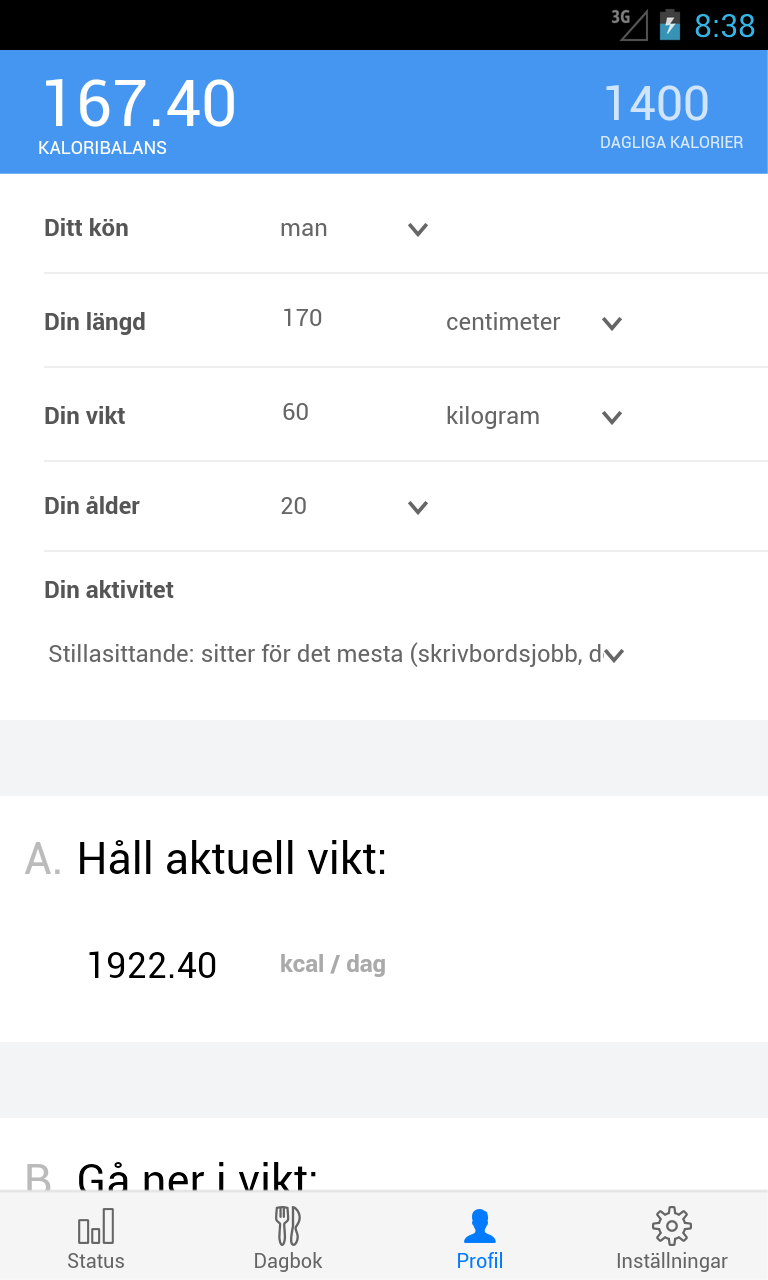 3G 8:38
167.40 1400
KALORIBALANS DAGLIGA KALORIER
Ditt kön man
Din längd 170 centimeter
Din vikt 60 kilogram
Din ålder 20
Din aktivitet
Stillasittande: sitter för det mesta (skrivbordsjobb, d
A. Håll aktuell vikt:
1922.40 kcal / dag
B. Gå ner i vikt:
Status Dagbok Profil Inställningar